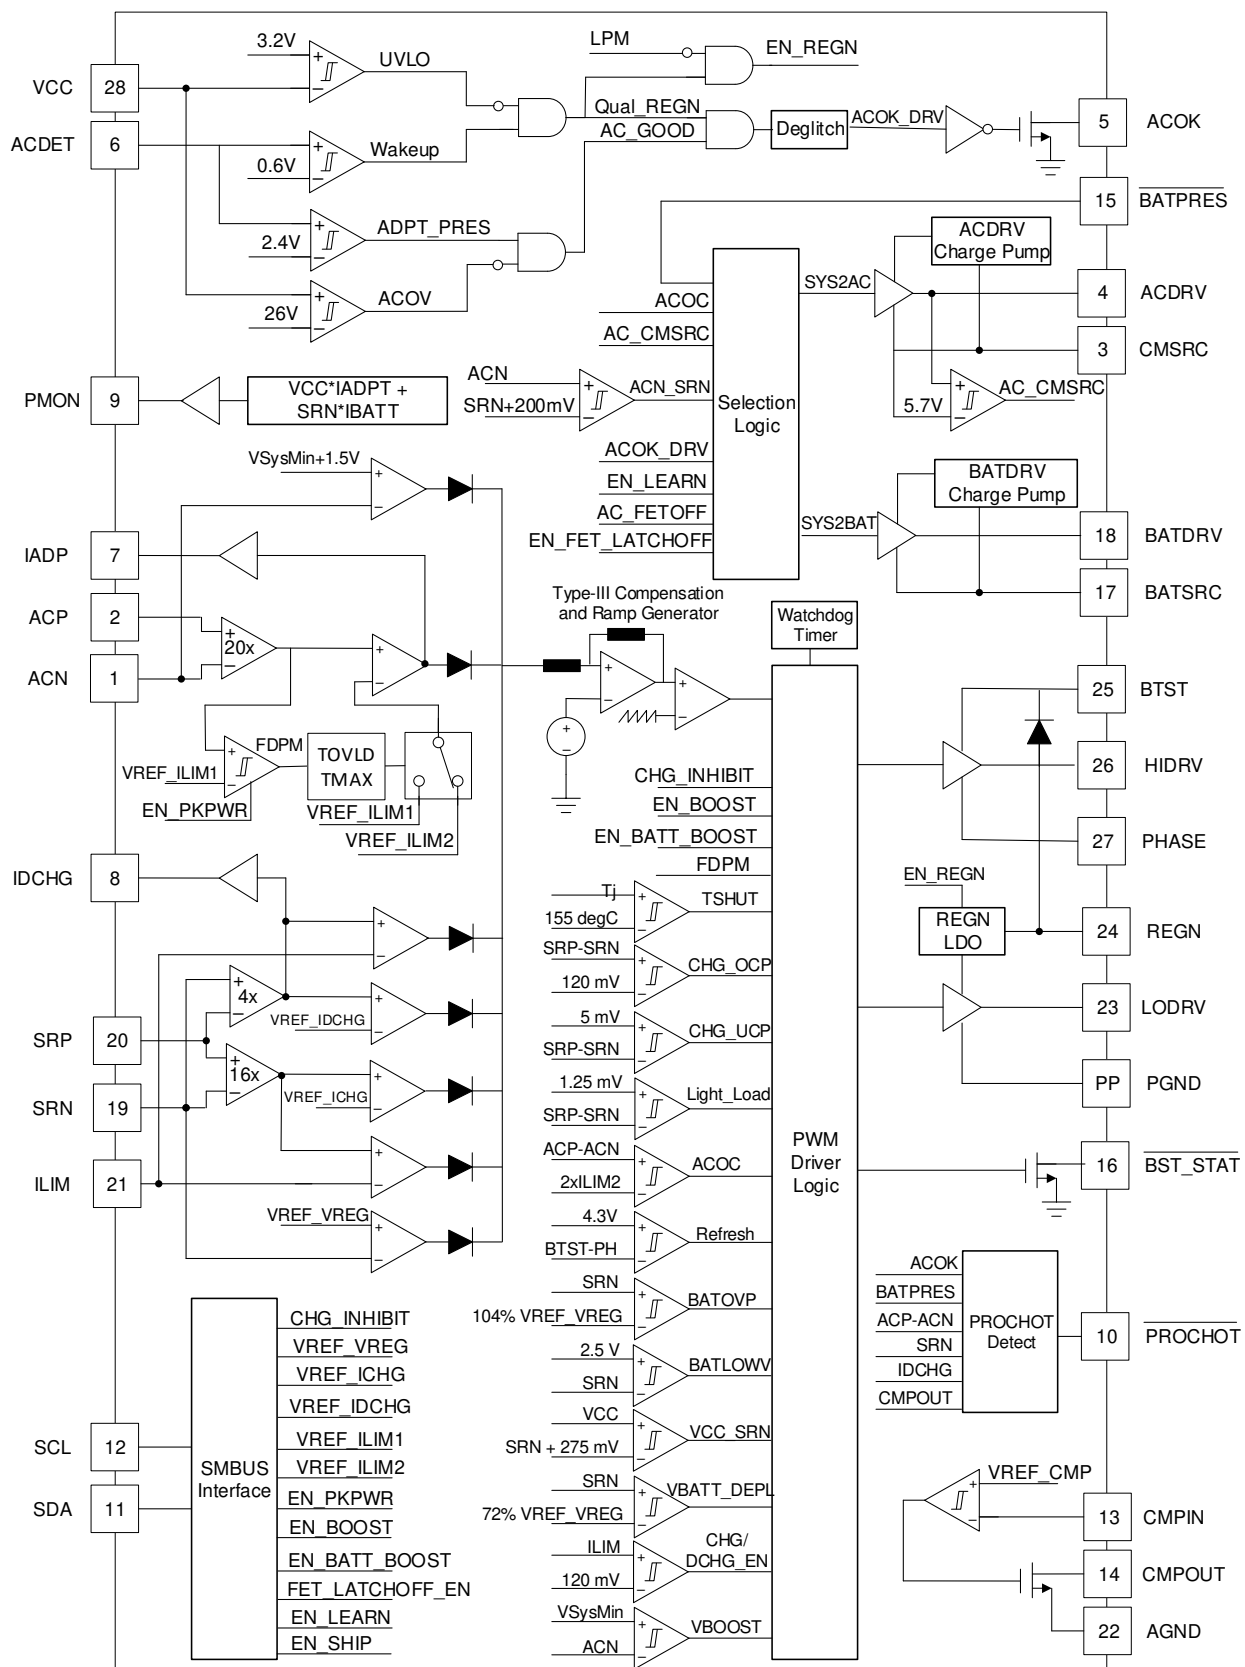 3.2V
UVLO
LPM
EN_REGN
VCC
28
Qual_REGN
AC_GOOD
Deglitch
ACOK_DRV
5
ACOK
ACDET
6
Wakeup
0.6V
15
BATPRES
ADPT_PRES
2.4V
ACDRV
Charge Pump
ACOV
26V
SYS2AC
4
ACDRV
ACOC
AC_CMSRC
3
CMSRC
PMON
9
VCC*IADPT +
SRN*IBATT
ACN
SRN+200mV
ACN_SRN
Selection
Logic
5.7V
AC_CMSRC
VSysMin+1.5V
ACOK_DRV
EN_LEARN
AC_FETOFF
EN_FET_LATCHOFF
BATDRV
Charge Pump
SYS2BAT
18
BATDRV
IADP
7
17
BATSRC
ACP
2
20x
ACN
1
Type-III Compensation
and Ramp Generator
Watchdog
Timer
25
BTST
FDPM
TOVLD
TMAX
VREF_ILIM1
EN_PKPWR
VREF_ILIM1
VREF_ILIM2
26
HIDRV
CHG_INHIBIT
EN_BOOST
EN_BATT_BOOST
FDPM
27
PHASE
IDCHG
8
EN_REGN
REGN
LDO
24
REGN
Tj
155 degC
TSHUT
SRP-SRN
120 mV
CHG_OCP
4x
VREF_IDCHG
23
LODRV
SRP
20
5 mV
SRP-SRN
CHG_UCP
16x
VREF_ICHG
1.25 mV
SRP-SRN
Light_Load
PP
PGND
SRN
19
ILIM
21
ACP-ACN
2xILIM2
ACOC
PWM
Driver
Logic
16
BST_STAT
VREF_VREG
4.3V
BTST-PH
Refresh
SRN
104% VREF_VREG
BATOVP
ACOK
BATPRES
ACP-ACN
SRN
IDCHG
CMPOUT
PROCHOT
Detect
10
PROCHOT
2.5 V
SRN
BATLOWV
SCL
12
SDA
11
SMBUS
Interface
CHG_INHIBIT
VREF_VREG
VREF_ICHG
VREF_IDCHG
VREF_ILIM1
VREF_ILIM2
EN_PKPWR
EN_BOOST
EN_BATT_BOOST
FET_LATCHOFF_EN
EN_LEARN
EN_SHIP
VCC
SRN + 275 mV
VCC_SRN
SRN
72% VREF_VREG
VBATT_DEPL
VREF_CMP
13
CMPIN
ILIM
120 mV
CHG/
DCHG_EN
14
CMPOUT
VSysMin
ACN
VBOOST
22
AGND